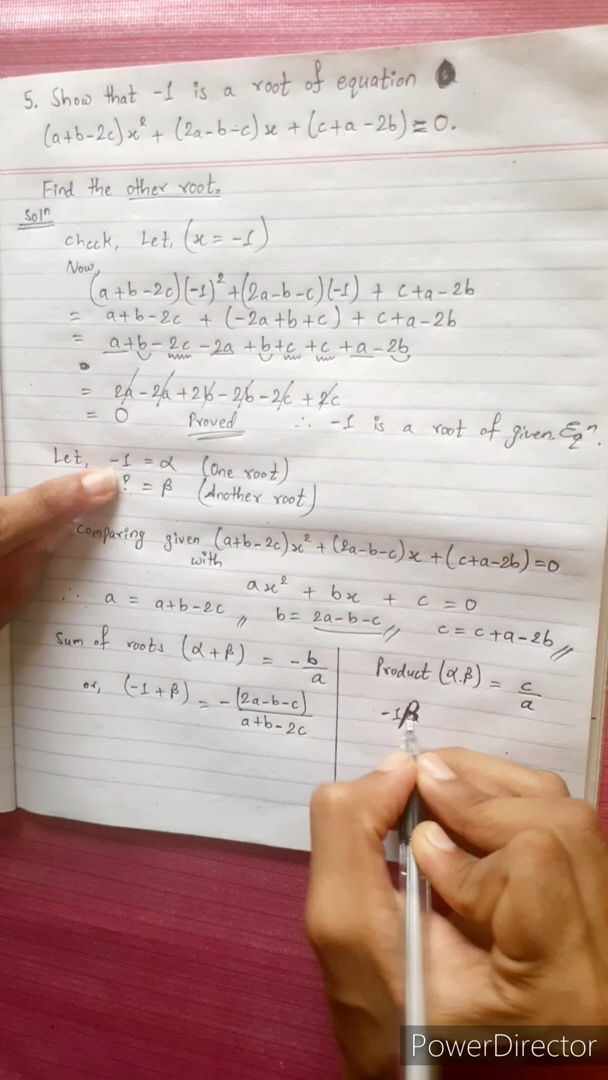 5. Show that -1 is a root of equation
(a+b-2c)x² + (2a-b-c)x + (c+a-2b)=0.
Find the other root.
Solⁿ
check, Let, (x = -1)
Now,
(a+b-2c)(-1)² + (2a-b-c)(-1) + c+a-2b
= a+b-2c + (-2a+b+c) + c+a-2b
= a+b-2c-2a+b+c+c+a-2b
= 2a-2a+2b-2b-2c+2c
= 0 Proved ∴ -1 is a root of given Eqⁿ.
Let, -1 = α (One root)
? = β (Another root)
Comparing given (a+b-2c)x² + (2a-b-c)x + (c+a-2b)=0
with
ax² + bx + c = 0
∴ a = a+b-2c,, b = 2a-b-c,, c = c+a-2b,,
Sum of roots (α+β) = -b/a
or, (-1+β) = -(2a-b-c)/a+b-2c
Product (α.β) = c/a
-1β
PowerDirector